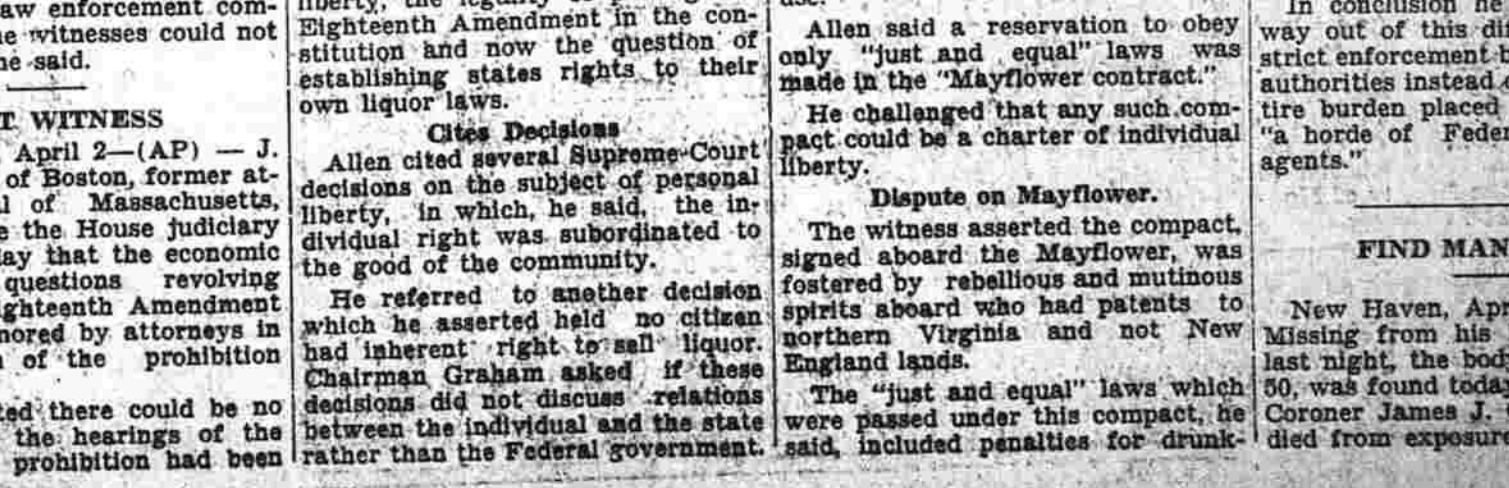 aw enforcement com-
witnesses could not
he said.
T WITNESS
April 2—(AP) — J.
of Boston, former at-
of Massachusetts,
the House judiciary
that the economic
questions revolving
ghteenth Amendment
nored by attorneys in
of the prohibition
ted there could be no
the hearings of the
prohibition had been
Eighteenth Amendment in the con-
stitution and now the question of
establishing states rights to their
own liquor laws.
Cites Decisions
Allen cited several Supreme Court
decisions on the subject of personal
liberty, in which, he said, the in-
dividual right was subordinated to
the good of the community.
He referred to another decision
which he asserted held no citizen
had inherent right to sell liquor.
Chairman Graham asked if these
decisions did not discuss relations
between the individual and the state
rather than the Federal government.
Allen said a reservation to obey
only "just and equal" laws was
made in the "Mayflower contract."
He challenged that any such com-
pact could be a charter of individual
liberty.
Dispute on Mayflower.
The witness asserted the compact,
signed aboard the Mayflower, was
fostered by rebellious and mutinous
spirits aboard who had patents to
northern Virginia and not New
England lands.
The "just and equal" laws which
were passed under this compact, he
said, included penalties for drunk-
In conclusion he
way out of this
strict enforcement
authorities instead
tire burden placed
"a horde of Feder
agents."
FIND MAN
New Haven, Ap
Missing from his
last night, the bod
50, was found toda
Coroner James J.
died from exposur